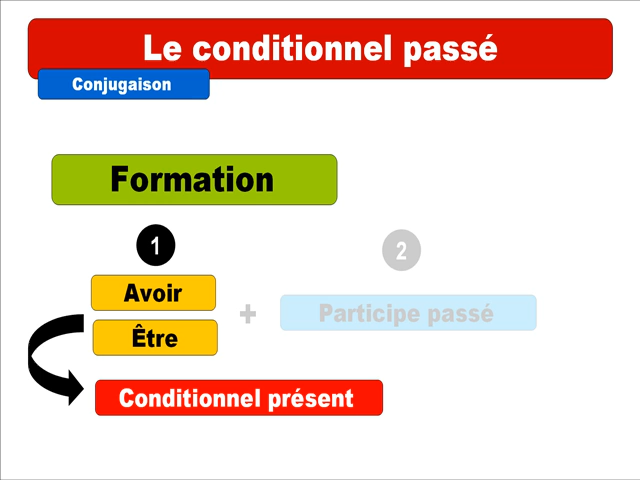 Le conditionnel passé
Conjugaison
Formation
1
2
Avoir
Être
+
Participe passé
Conditionnel présent